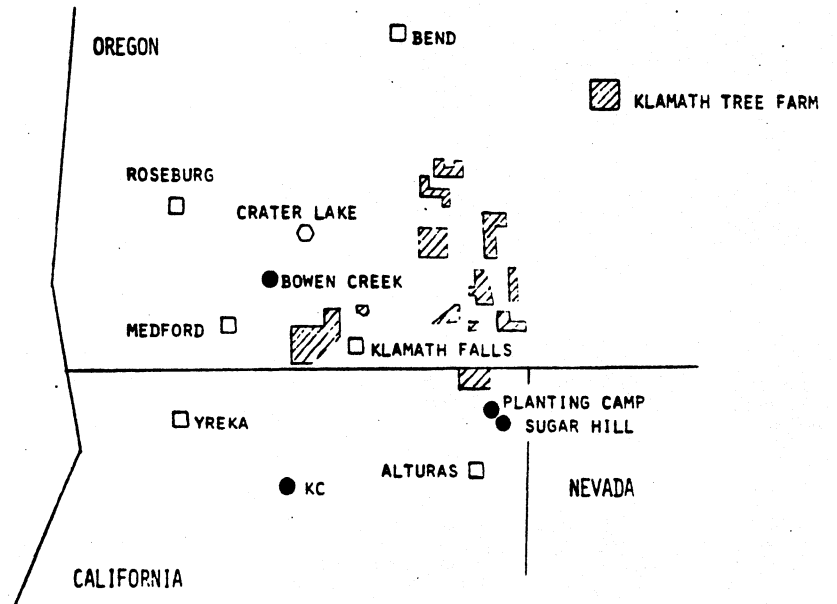 OREGON
BEND
KLAMATH TREE FARM
ROSEBURG
CRATER LAKE
BOWEN CREEK
MEDFORD
KLAMATH FALLS
PLANTING CAMP
YREKA
SUGAR HILL
ALTURAS
KC
NEVADA
CALIFORNIA